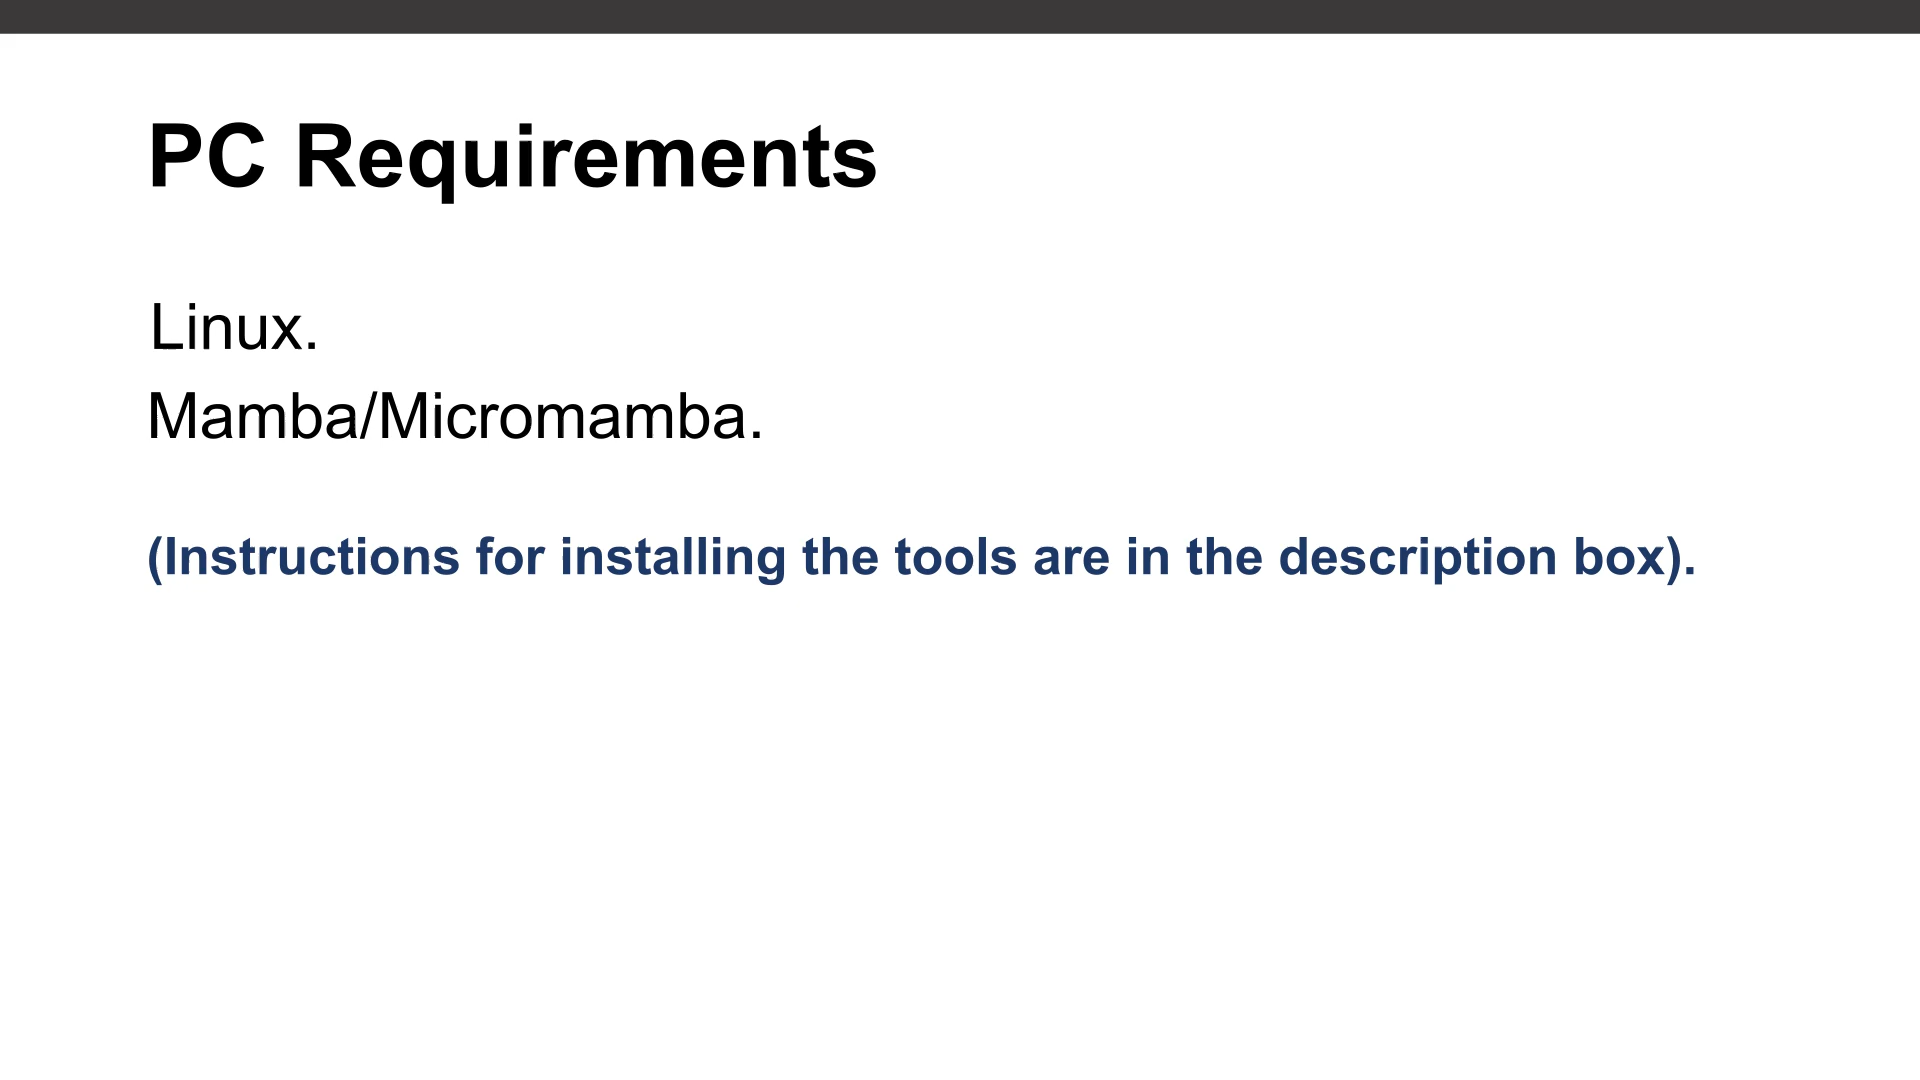 PC Requirements
Linux.
Mamba/Micromamba.
(Instructions for installing the tools are in the description box).